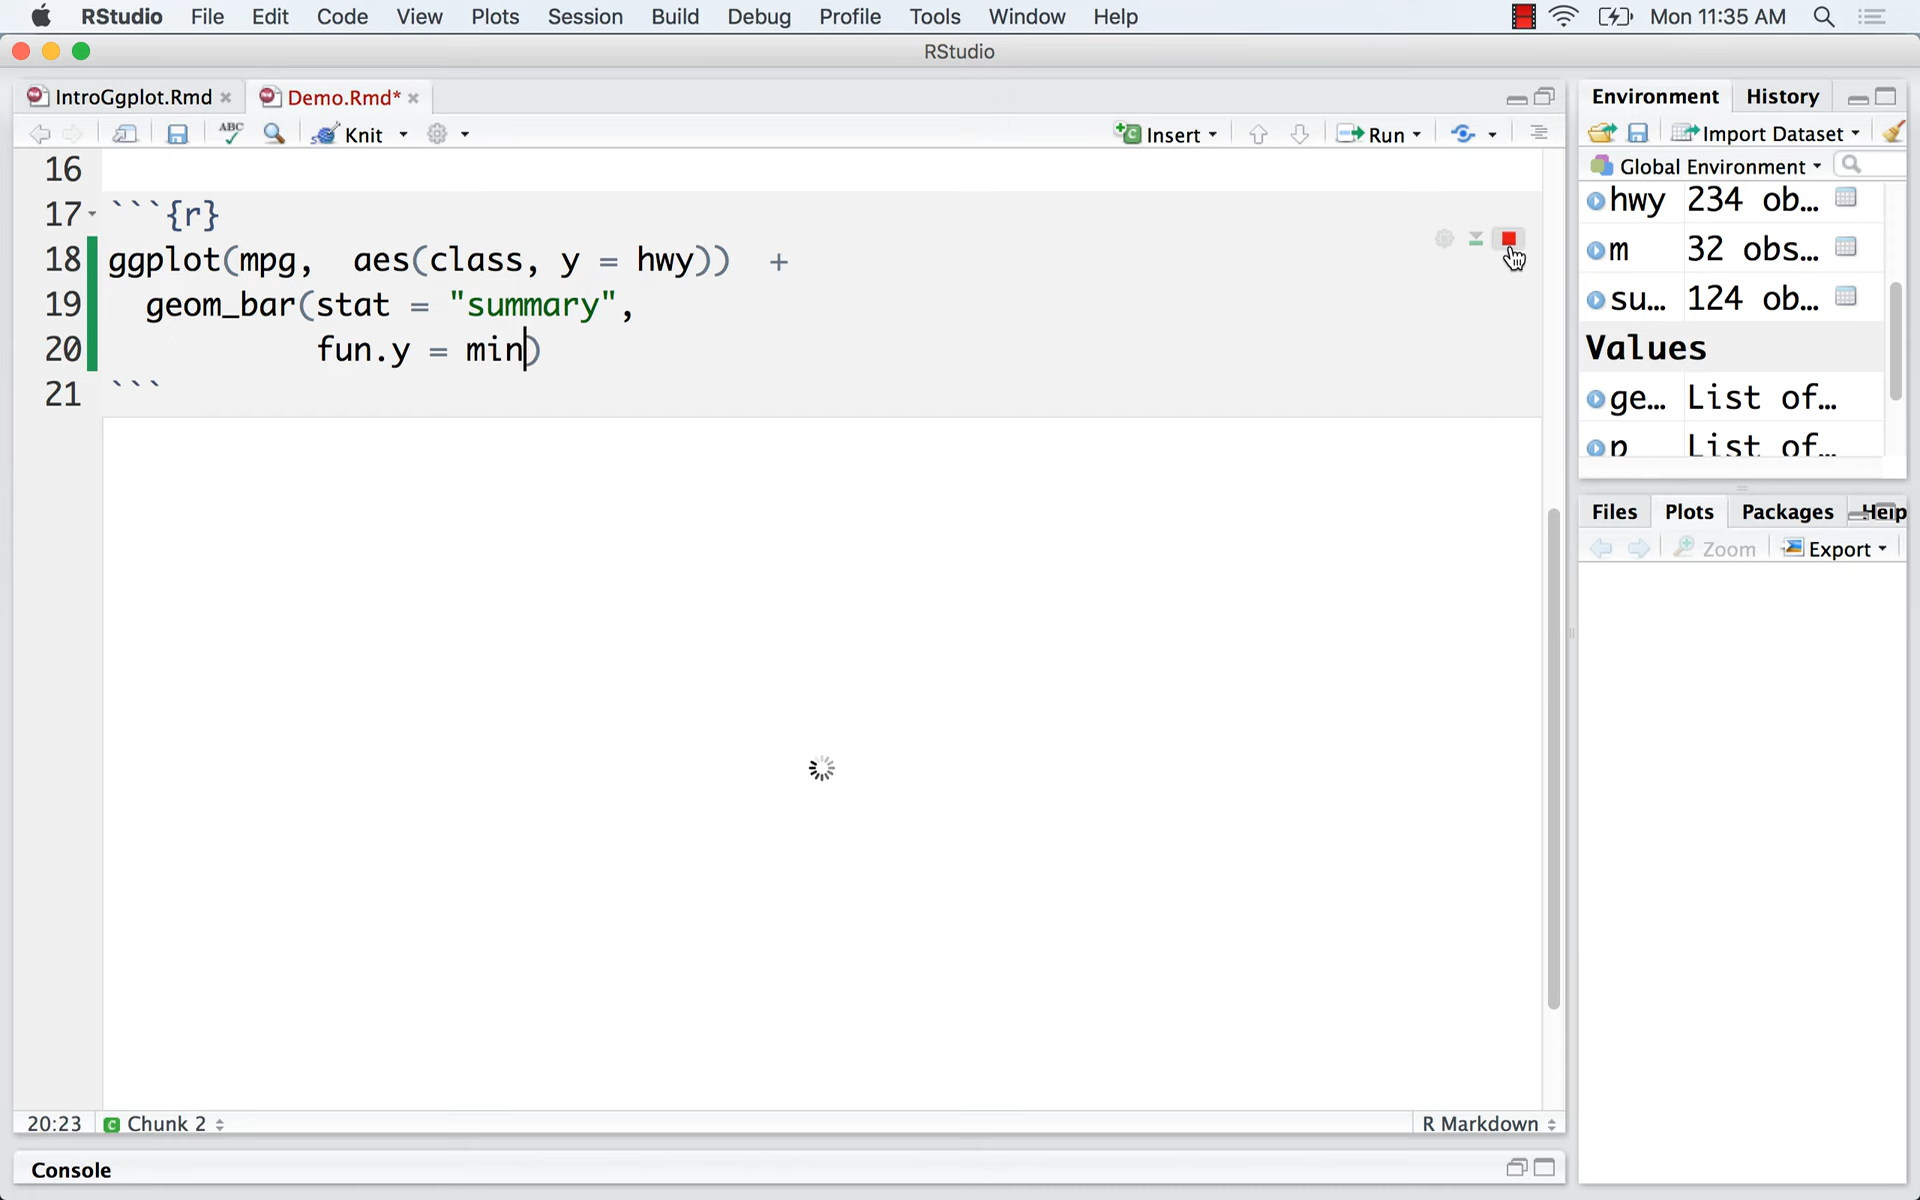 RStudio File Edit Code View Plots Session Build Debug Profile Tools Window Help Mon 11:35 AM
RStudio
IntroGgplot.Rmd Demo.Rmd*
ABC Knit Insert Run
16
17 ```{r}
18 ggplot(mpg,  aes(class, y = hwy))  +
19   geom_bar(stat = "summary",
20            fun.y = min)
21 ```
20:23 Chunk 2 R Markdown
Console
Environment History
Import Dataset
Global Environment
hwy 234 ob…
m 32 obs…
su… 124 ob…
Values
ge… List of…
p List of…
Files Plots Packages Help
Zoom Export